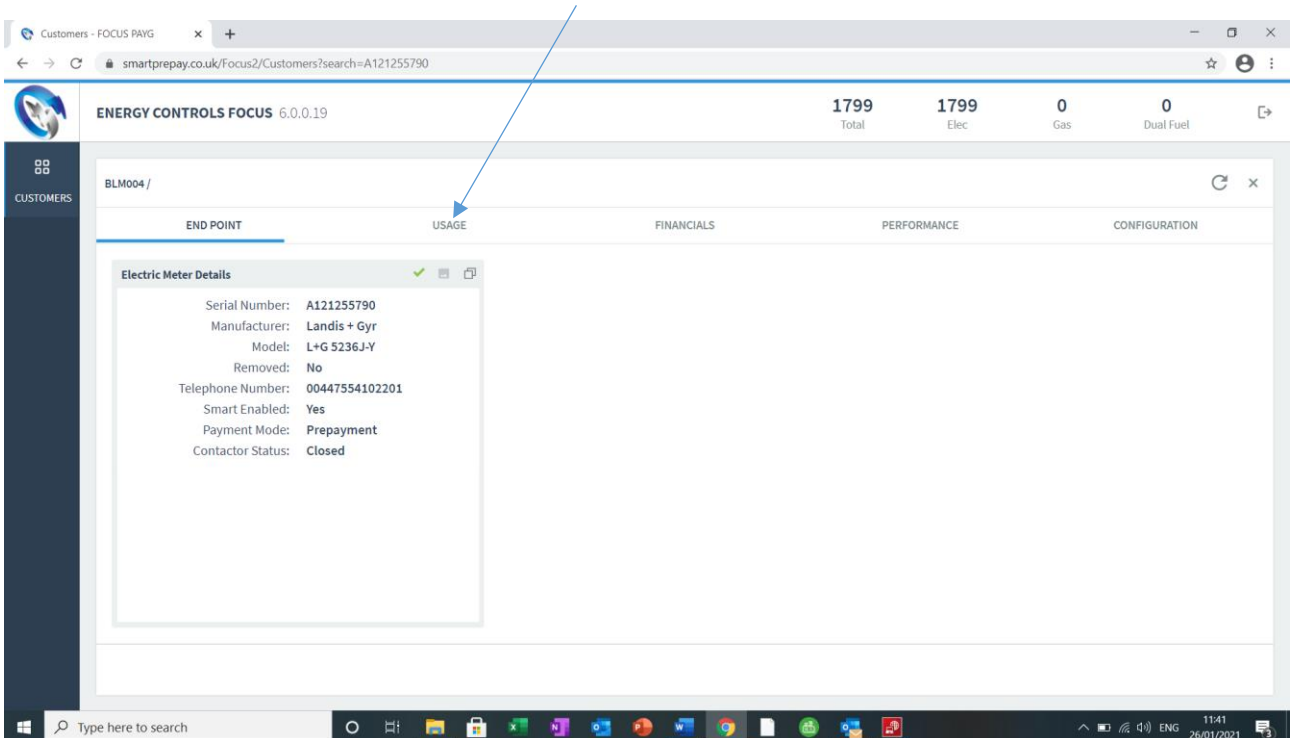 Customers - FOCUS PAYG
smartprepay.co.uk/Focus2/Customers?search=A121255790
ENERGY CONTROLS FOCUS 6.0.0.19
1799 1799 0 0
Total Elec Gas Dual Fuel
CUSTOMERS
BLM004 /
END POINT USAGE FINANCIALS PERFORMANCE CONFIGURATION
Electric Meter Details
Serial Number: A121255790
Manufacturer: Landis + Gyr
Model: L+G 5236J-Y
Removed: No
Telephone Number: 00447554102201
Smart Enabled: Yes
Payment Mode: Prepayment
Contactor Status: Closed
Type here to search
ENG
11:41
26/01/2021